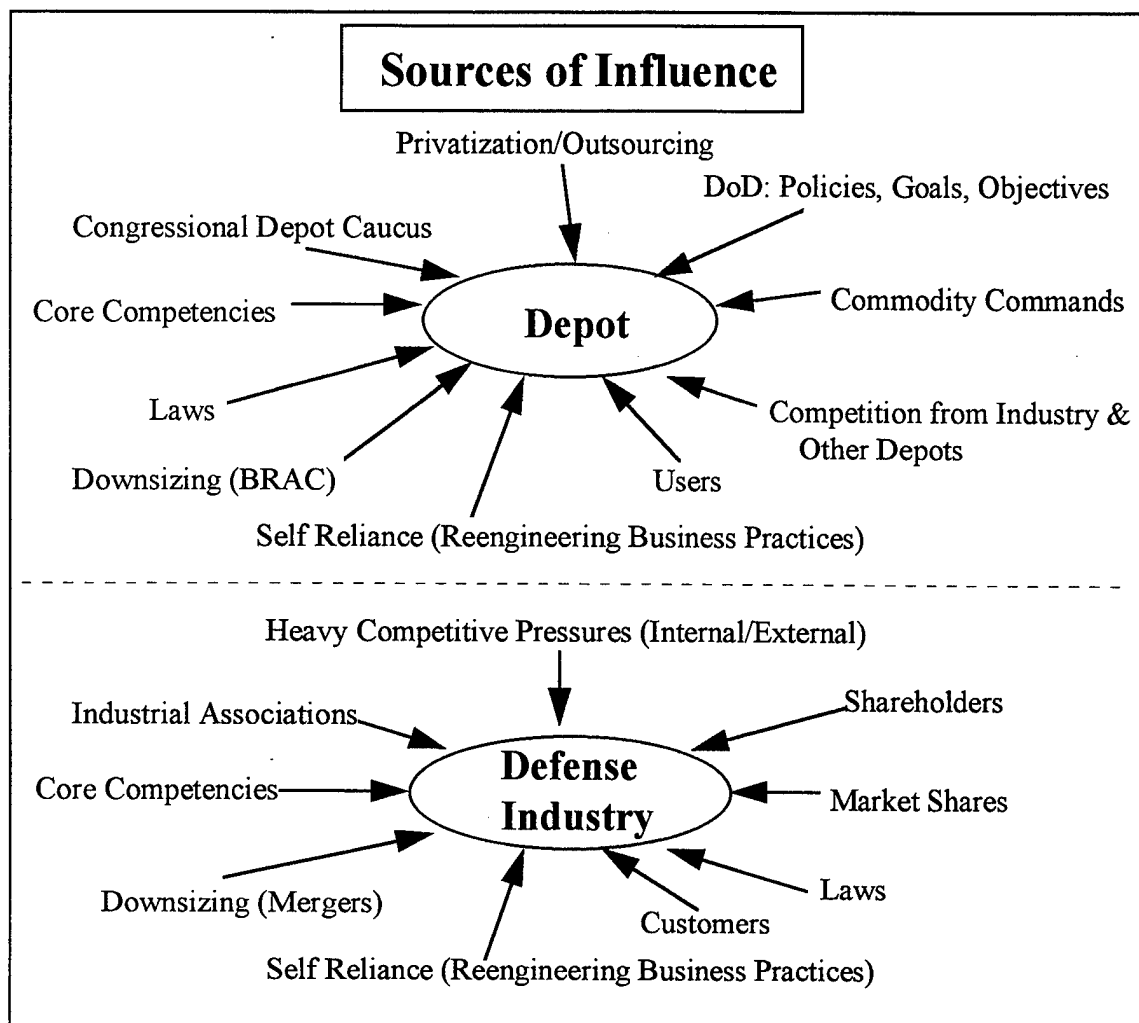 Sources of Influence
Privatization/Outsourcing
DoD: Policies, Goals, Objectives
Congressional Depot Caucus
Core Competencies
Commodity Commands
Depot
Laws
Competition from Industry &
Other Depots
Downsizing (BRAC)
Users
Self Reliance (Reengineering Business Practices)
Heavy Competitive Pressures (Internal/External)
Industrial Associations
Shareholders
Core Competencies
Defense
Industry
Market Shares
Downsizing (Mergers)
Laws
Customers
Self Reliance (Reengineering Business Practices)